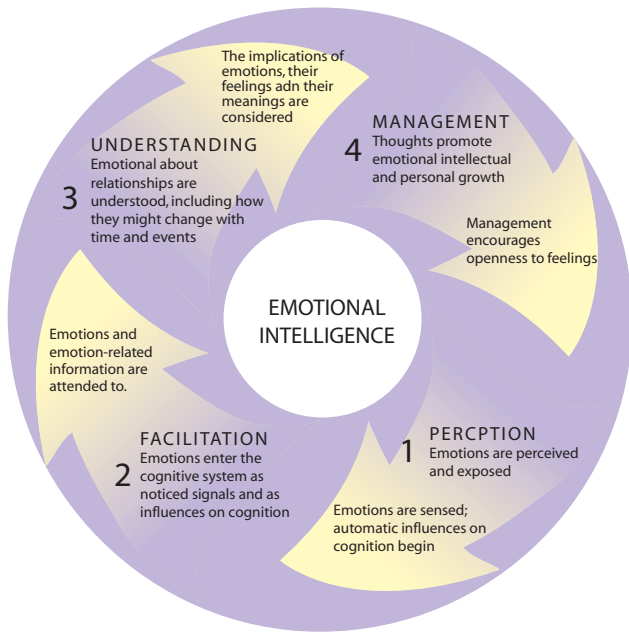 The implications of
emotions, their
feelings adn their
meanings are
considered
UNDERSTANDING
3
Emotional about
relationships are
understood, including how
they might change with
time and events
MANAGEMENT
4
Thoughts promote
emotional intellectual
and personal growth
Management
encourages
openness to feelings
EMOTIONAL
INTELLIGENCE
Emotions and
emotion-related
information are
attended to.
FACILITATION
2
Emotions enter the
cognitive system as
noticed signals and as
influences on cognition
1
PERCPTION
Emotions are perceived
and exposed
Emotions are sensed;
automatic influences on
cognition begin